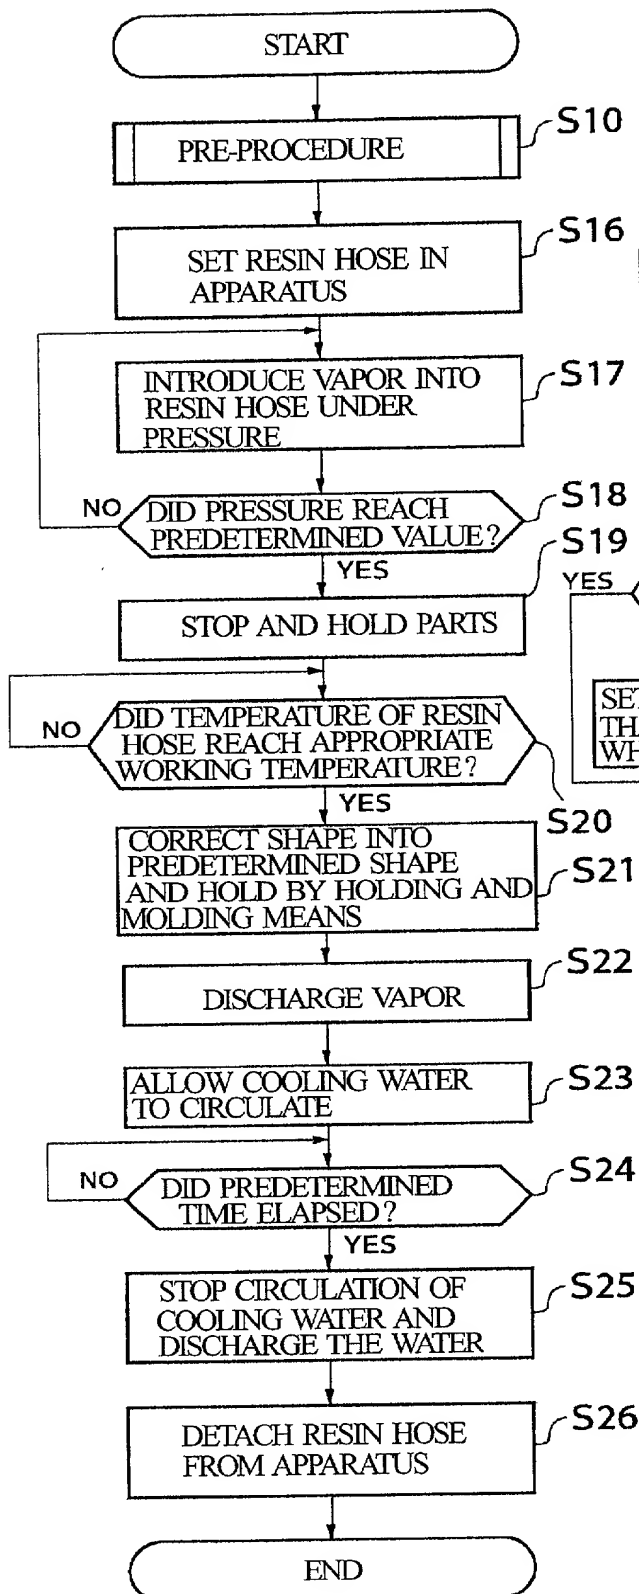 START
PRE-PROCEDURE
S10
SET RESIN HOSE IN
APPARATUS
S16
INTRODUCE VAPOR INTO
RESIN HOSE UNDER
PRESSURE
S17
NO
DID PRESSURE REACH
PREDETERMINED VALUE?
S18
YES
STOP AND HOLD PARTS
S19
NO
DID TEMPERATURE OF RESIN
HOSE REACH APPROPRIATE
WORKING TEMPERATURE?
S20
YES
CORRECT SHAPE INTO
PREDETERMINED SHAPE
AND HOLD BY HOLDING AND
MOLDING MEANS
S21
DISCHARGE VAPOR
S22
ALLOW COOLING WATER
TO CIRCULATE
S23
NO
DID PREDETERMINED
TIME ELAPSED?
S24
YES
STOP CIRCULATION OF
COOLING WATER AND
DISCHARGE THE WATER
S25
DETACH RESIN HOSE
FROM APPARATUS
S26
END
YES